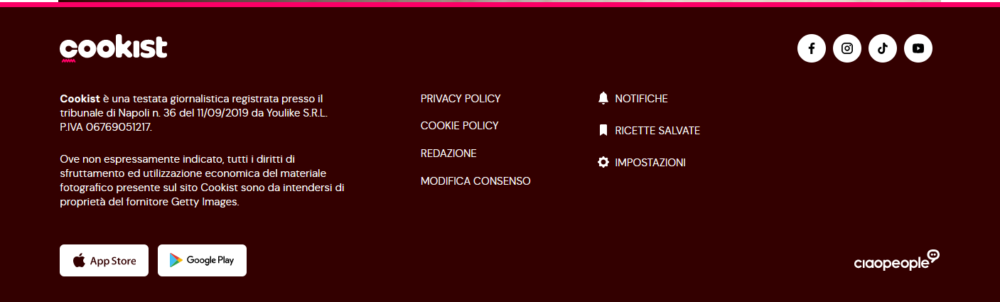 cookist
Cookist è una testata giornalistica registrata presso il
tribunale di Napoli n. 36 del 11/09/2019 da Youlike S.R.L.
P.IVA 06769051217.
Ove non espressamente indicato, tutti i diritti di
sfruttamento ed utilizzazione economica del materiale
fotografico presente sul sito Cookist sono da intendersi di
proprietà del fornitore Getty Images.
PRIVACY POLICY
COOKIE POLICY
REDAZIONE
MODIFICA CONSENSO
NOTIFICHE
RICETTE SALVATE
IMPOSTAZIONI
App Store
Google Play
ciaopeople